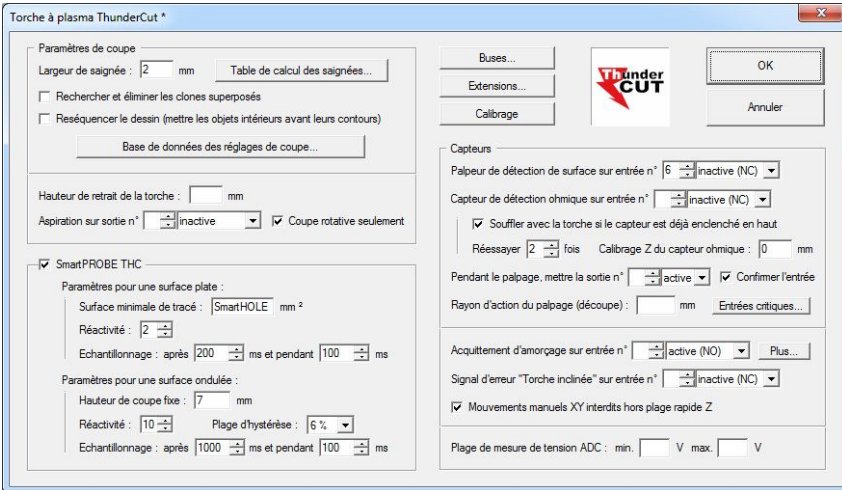 Torche à plasma ThunderCut *
Paramètres de coupe
Largeur de saignée : 2 mm Table de calcul des saignées...
Rechercher et éliminer les clones superposés
Reséquencer le dessin (mettre les objets intérieurs avant leurs contours)
Base de données des réglages de coupe...
Hauteur de retrait de la torche : mm
Aspiration sur sortie n° inactive Coupe rotative seulement
SmartPROBE THC
Paramètres pour une surface plate :
Surface minimale de tracé : SmartHOLE mm ²
Réactivité : 2
Echantillonnage : après 200 ms et pendant 100 ms
Paramètres pour une surface ondulée :
Hauteur de coupe fixe : 7 mm
Réactivité : 10 Plage d'hystérèse : 6 %
Echantillonnage : après 1000 ms et pendant 100 ms
Buses...
Extensions...
Calibrage
Thunder
CUT
OK
Annuler
Capteurs
Palpeur de détection de surface sur entrée n° 6 inactive (NC)
Capteur de détection ohmique sur entrée n° inactive (NC)
Souffler avec la torche si le capteur est déjà enclenché en haut
Réessayer 2 fois Calibrage Z du capteur ohmique : 0 mm
Pendant le palpage, mettre la sortie n° active Confirmer l'entrée
Rayon d'action du palpage (découpe) : mm Entrées critiques...
Acquittement d'amorçage sur entrée n° active (NO) Plus...
Signal d'erreur "Torche inclinée" sur entrée n° inactive (NC)
Mouvements manuels XY interdits hors plage rapide Z
Plage de mesure de tension ADC : min. V max. V